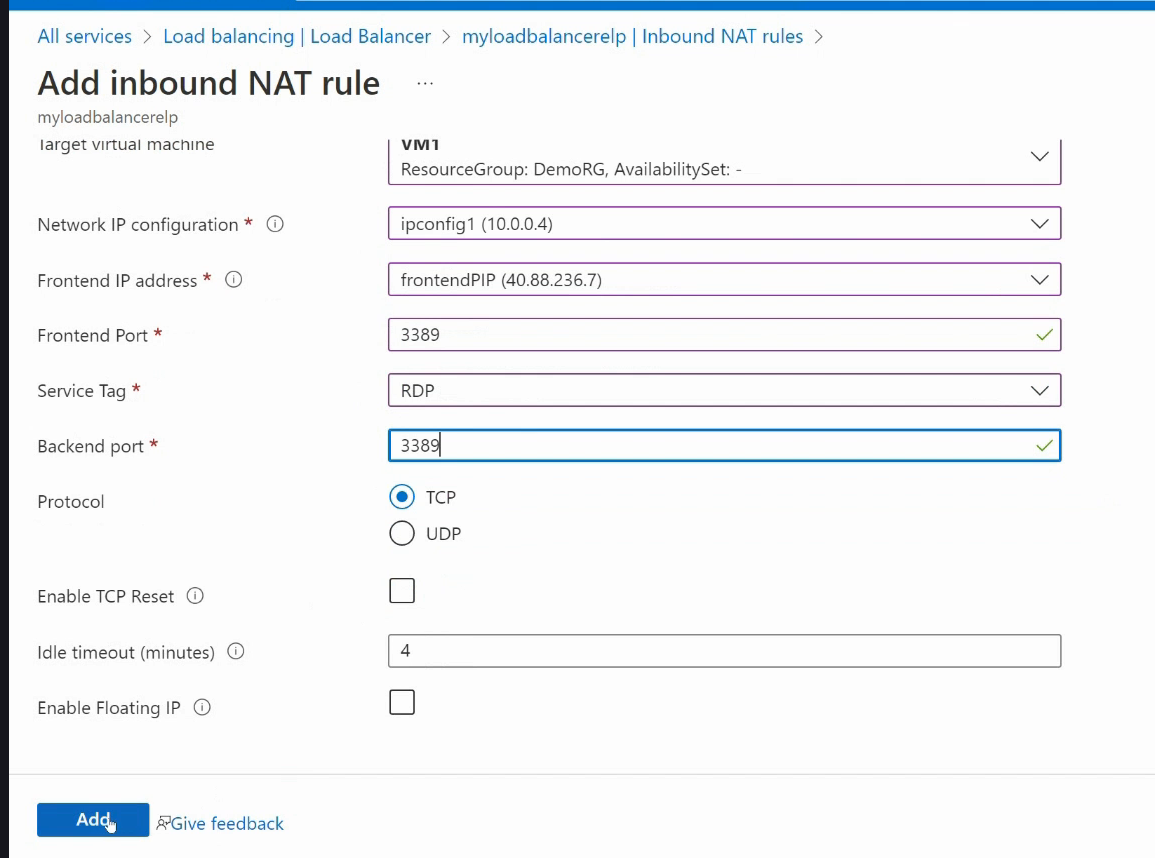 All services > Load balancing | Load Balancer > myloadbalancerelp | Inbound NAT rules >
Add inbound NAT rule ...
myloadbalancerelp
Target virtual machine
VM1
ResourceGroup: DemoRG, AvailabilitySet: -
Network IP configuration * ipconfig1 (10.0.0.4)
Frontend IP address * frontendPIP (40.88.236.7)
Frontend Port * 3389
Service Tag * RDP
Backend port * 3389
Protocol TCP
UDP
Enable TCP Reset
Idle timeout (minutes) 4
Enable Floating IP
Add Give feedback